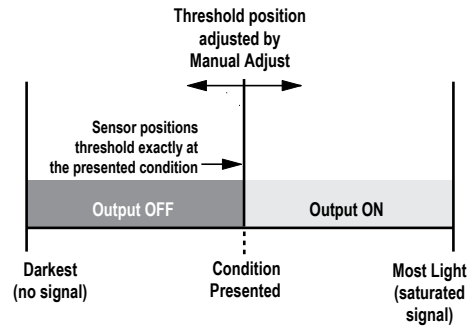 Threshold position
adjusted by
Manual Adjust
Sensor positions
threshold exactly at
the presented condition
Output OFF
Output ON
Darkest
(no signal)
Condition
Presented
Most Light
(saturated
signal)